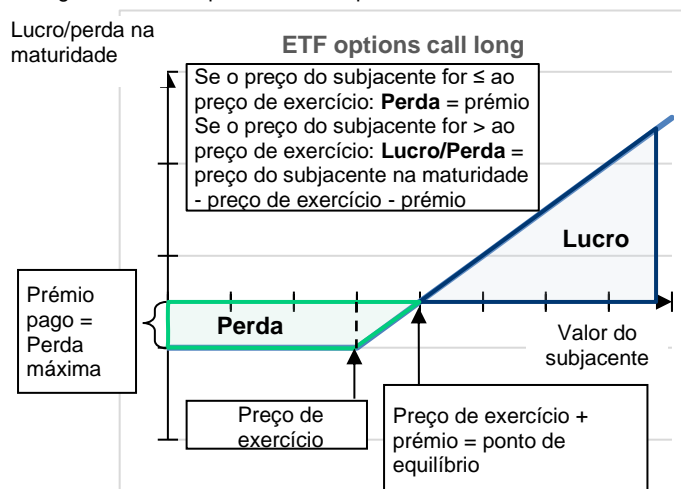 Lucro/perda na
maturidade
ETF options call long
Se o preço do subjacente for ≤ ao
preço de exercício: Perda = prémio
Se o preço do subjacente for > ao
preço de exercício: Lucro/Perda =
preço do subjacente na maturidade
- preço de exercício - prémio
Lucro
Prémio
pago =
Perda
máxima
Perda
Valor do
subjacente
Preço de
exercício
Preço de exercício +
prémio = ponto de
equilíbrio